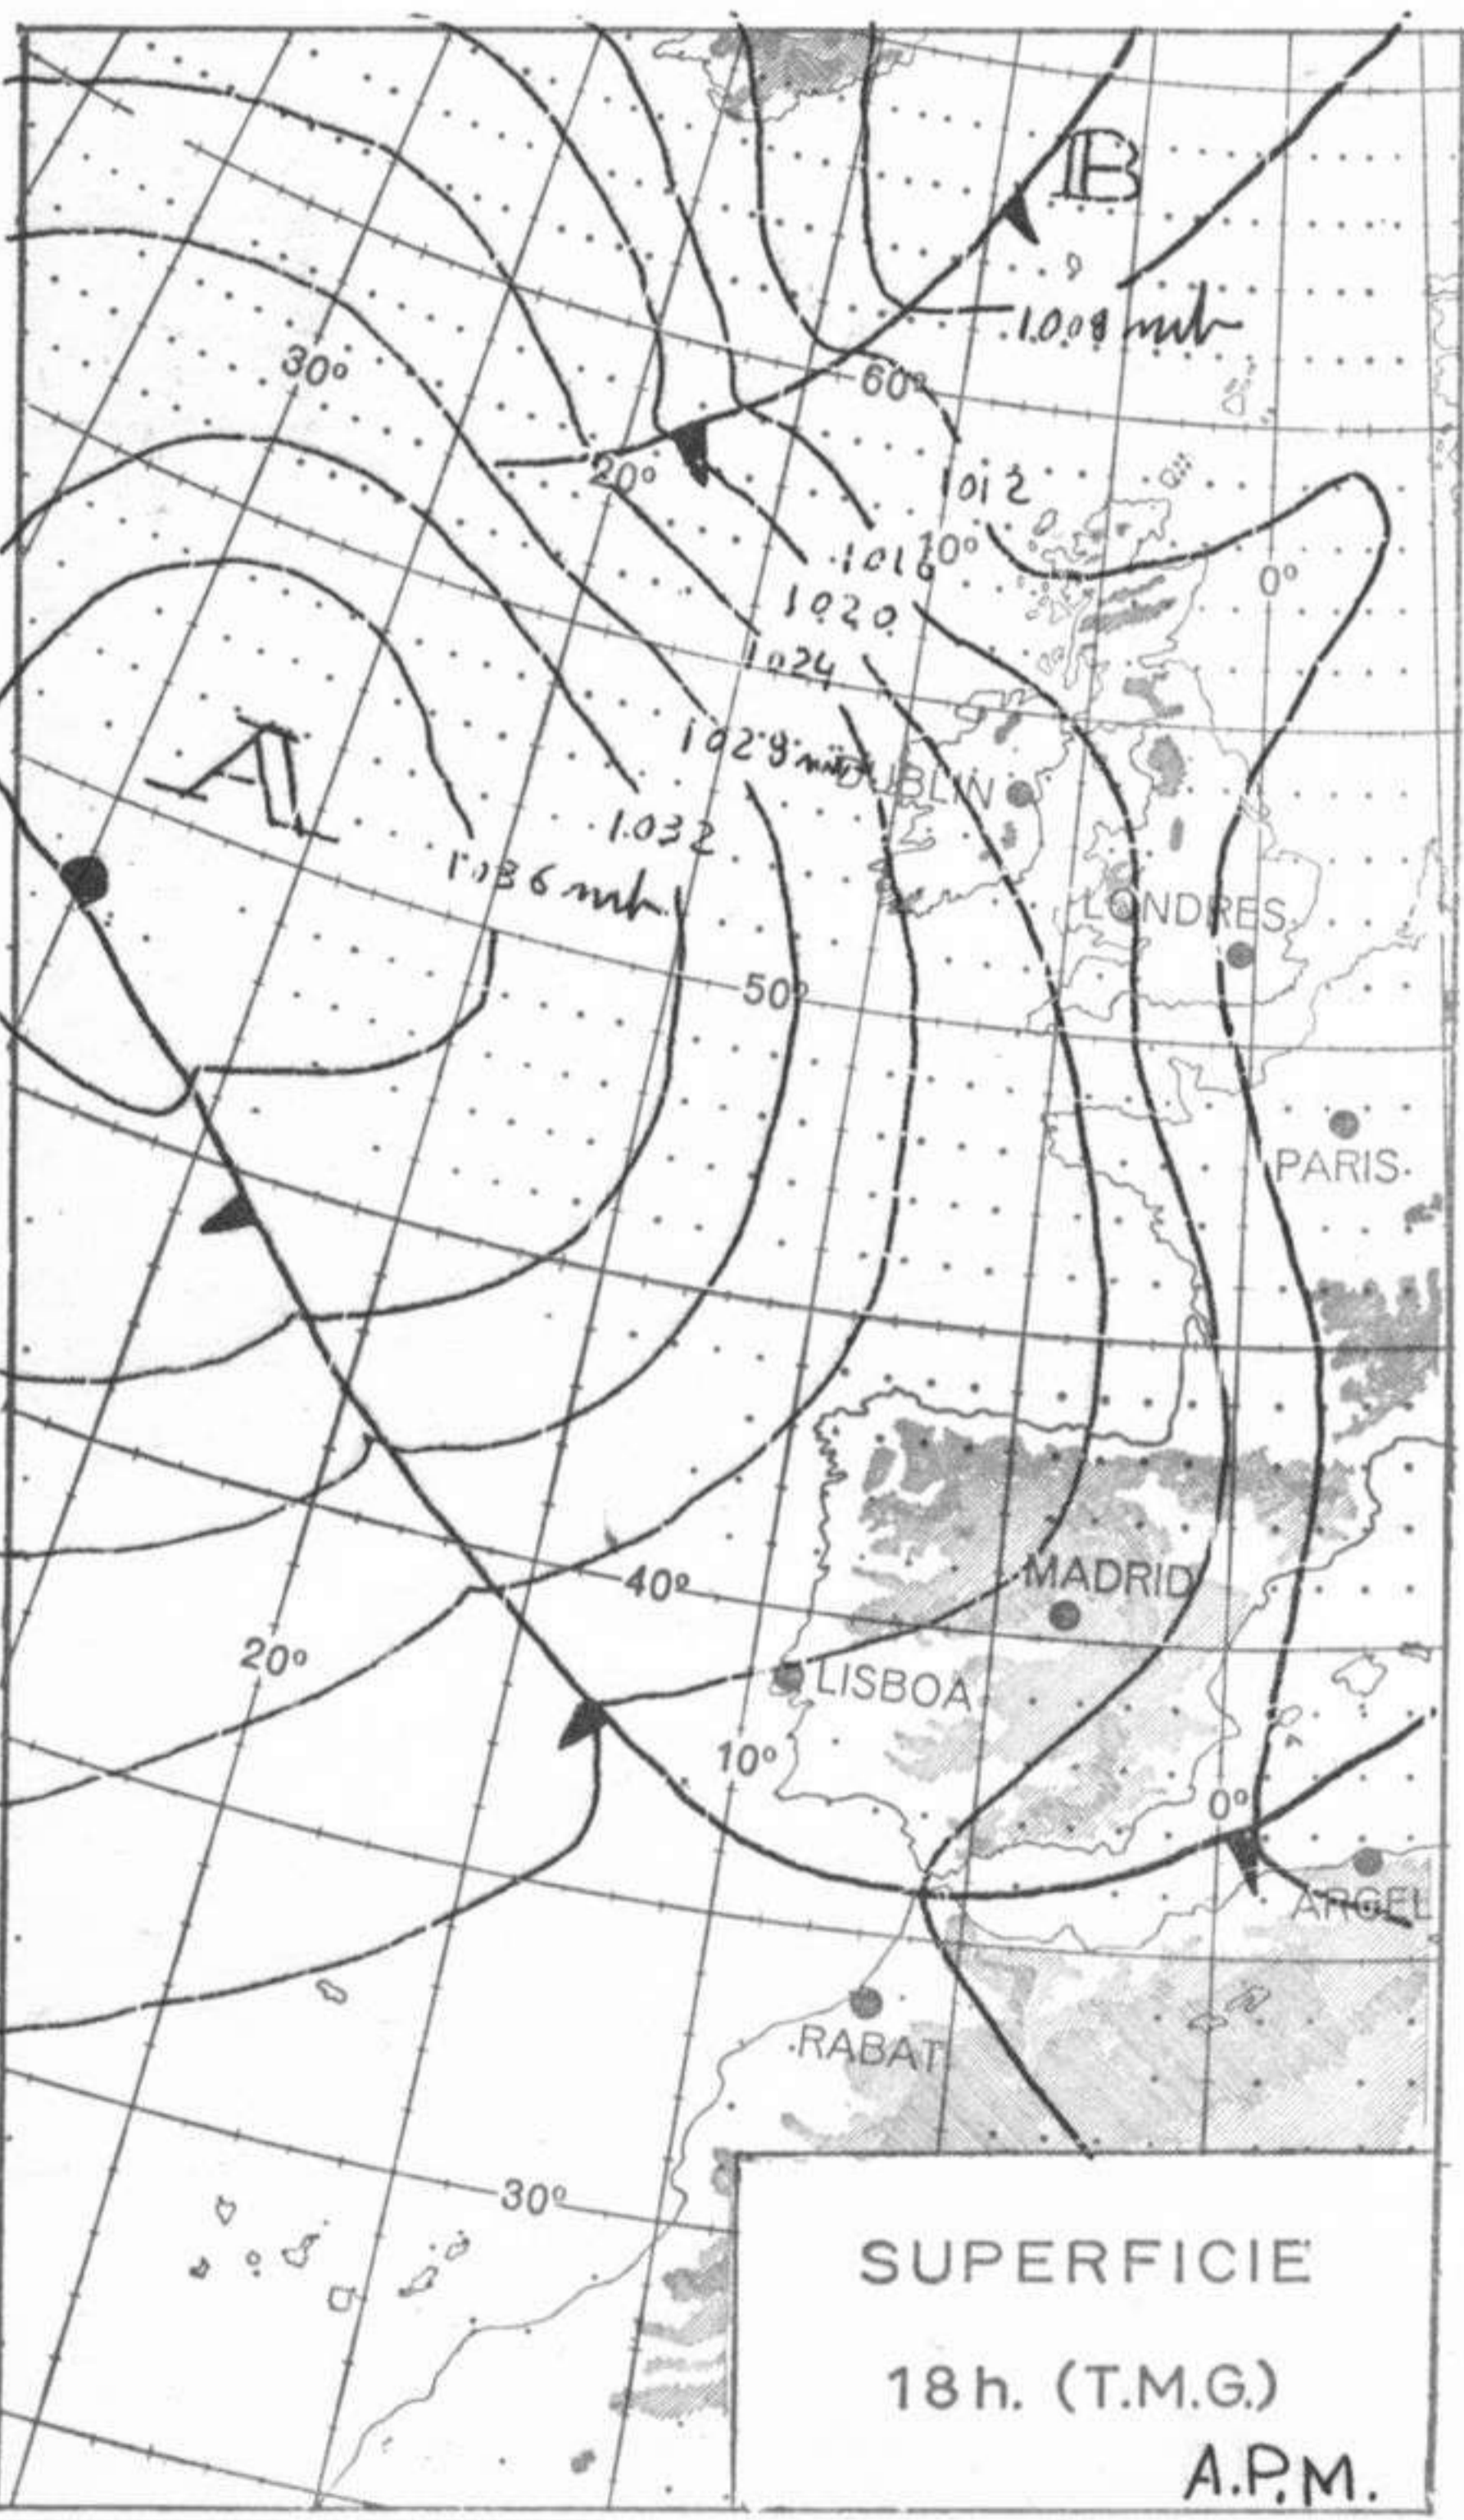 B
1.008 mb
30º
60º
20º
1012
1016
10º
0º
1020
1024
1028 mb
DUBLIN
A
1.032
1036 mb.
LONDRES
50º
PARIS
40º
MADRID
20º
LISBOA
10º
0º
ARGEL
RABAT
30º
SUPERFICIE
18 h. (T.M.G.)
A.P.M.